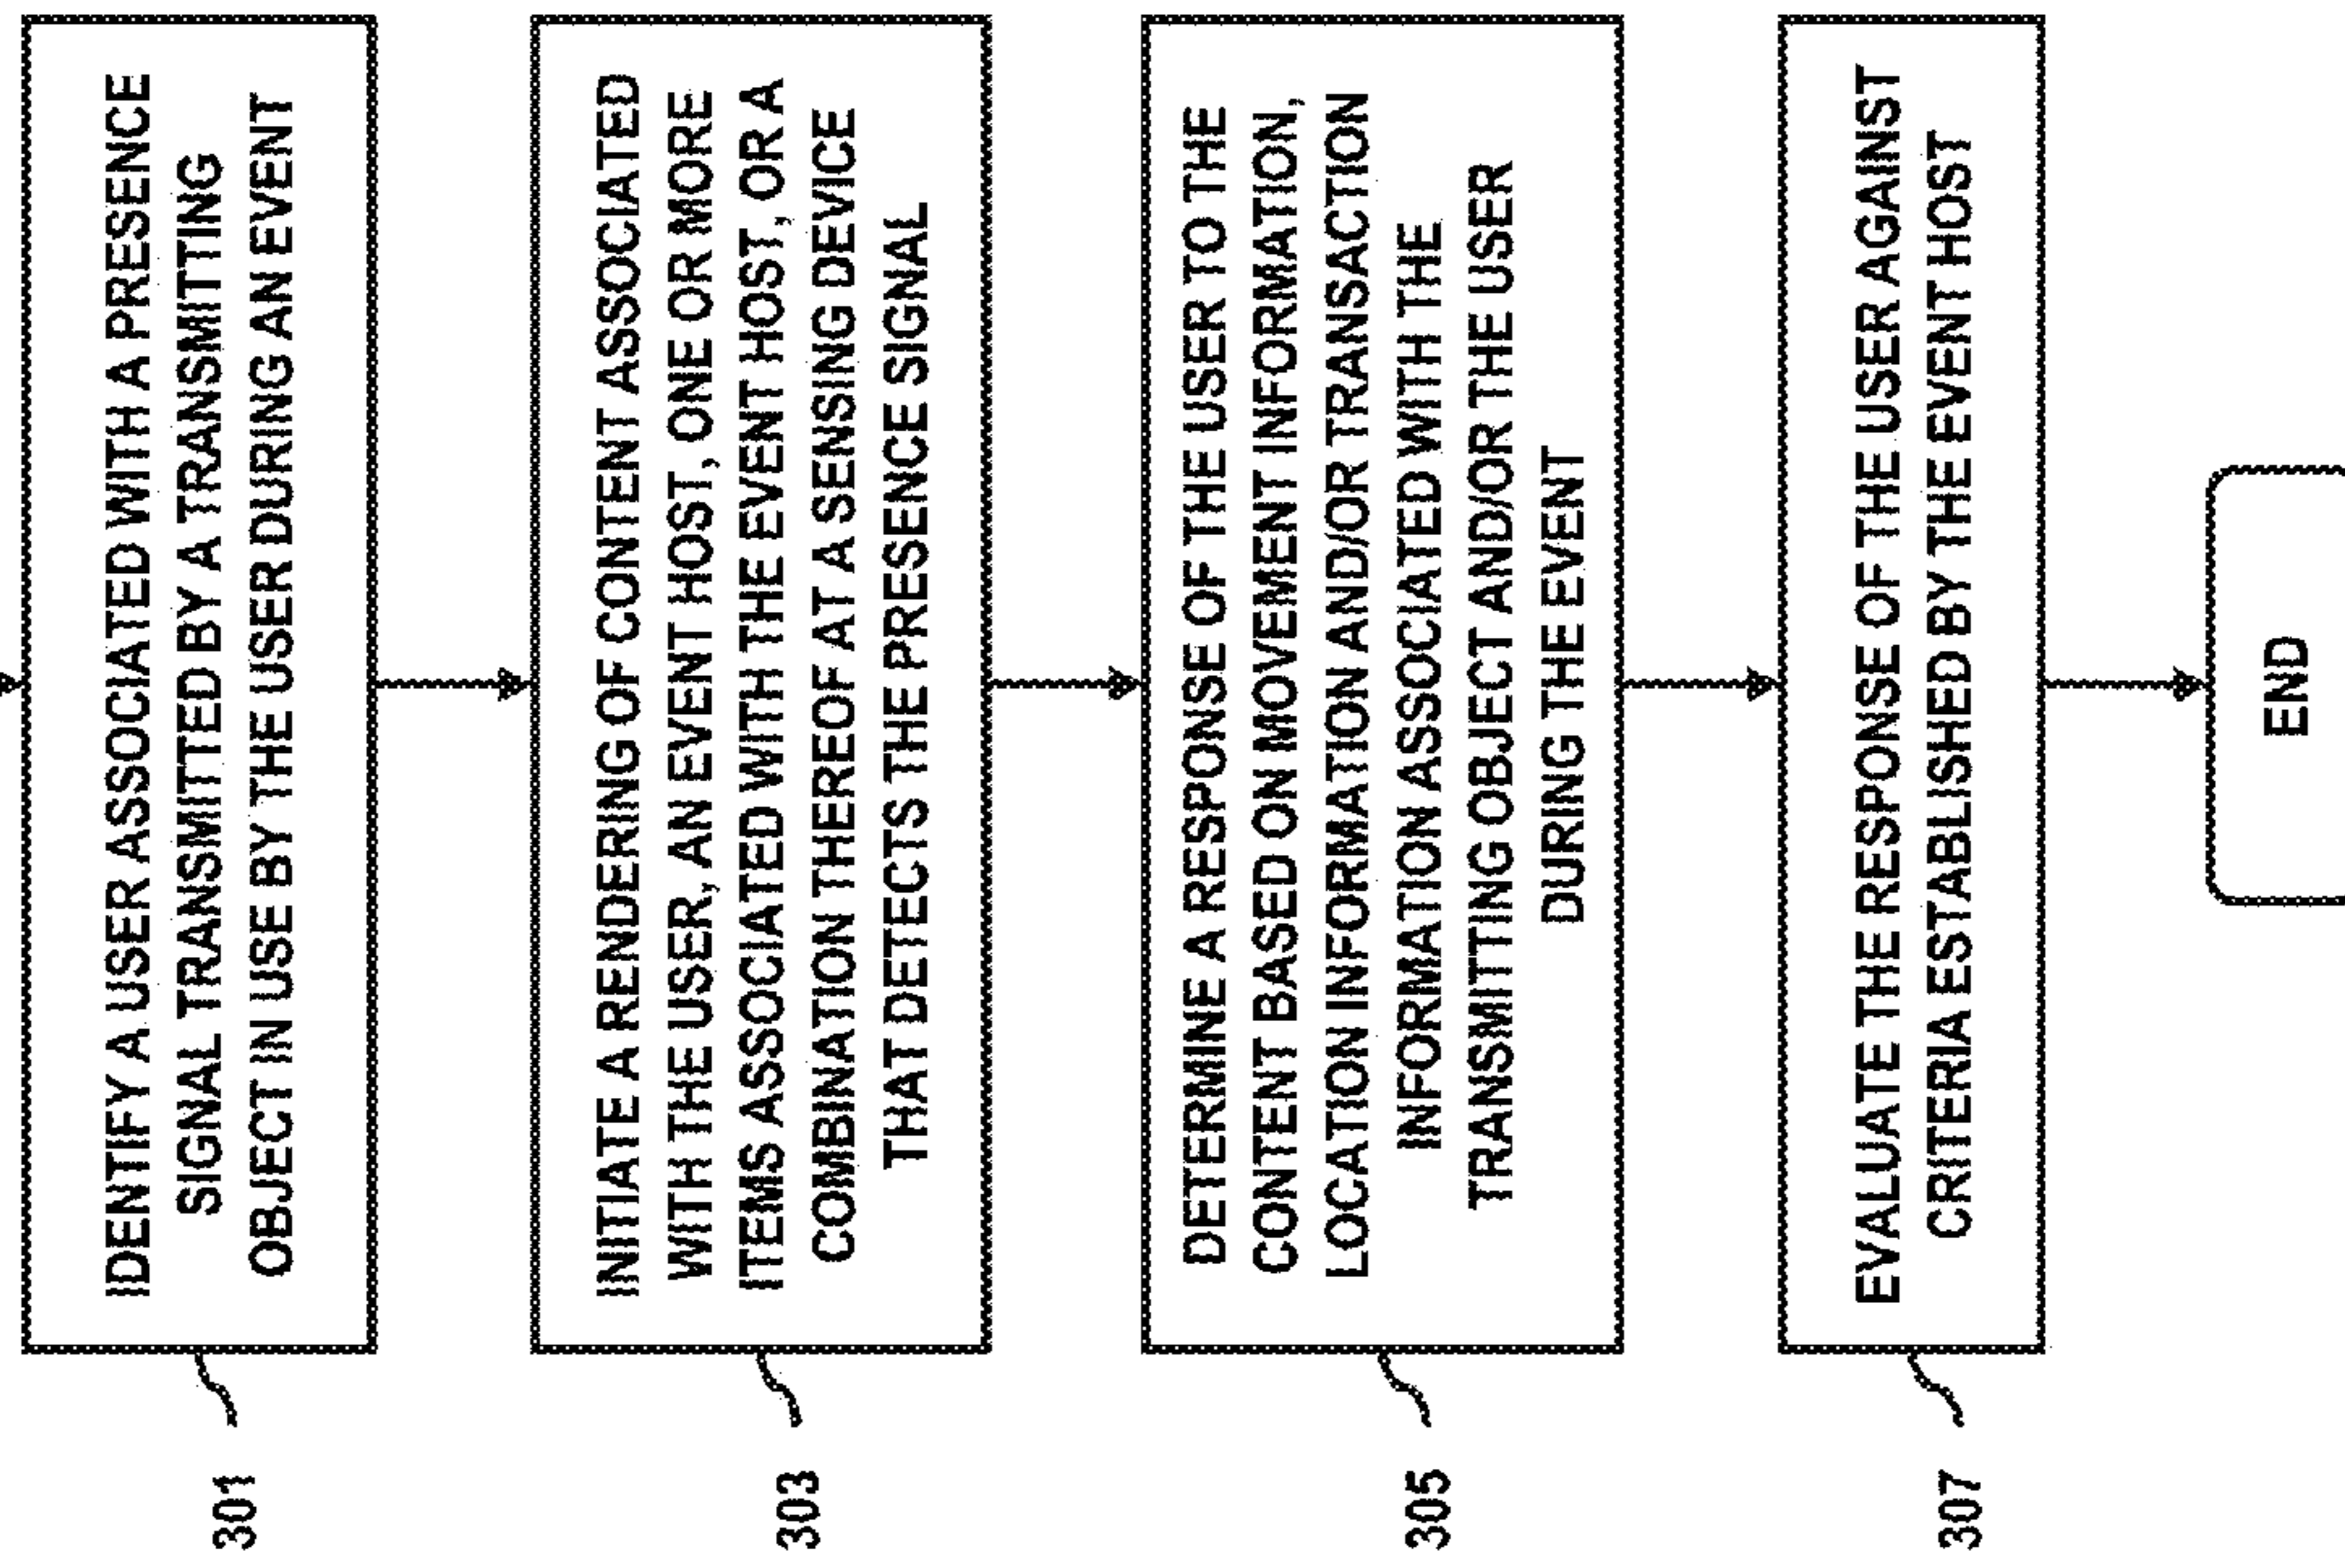 301
IDENTIFY A USER ASSOCIATED WITH A PRESENCE
SIGNAL TRANSMITTED BY A TRANSMITTING
OBJECT IN USE BY THE USER DURING AN EVENT
303
INITIATE A RENDERING OF CONTENT ASSOCIATED
WITH THE USER, AN EVENT HOST, ONE OR MORE
ITEMS ASSOCIATED WITH THE EVENT HOST, OR A
COMBINATION THEREOF AT A SENSING DEVICE
THAT DETECTS THE PRESENCE SIGNAL
305
DETERMINE A RESPONSE OF THE USER TO THE
CONTENT BASED ON MOVEMENT INFORMATION,
LOCATION INFORMATION AND/OR TRANSACTION
INFORMATION ASSOCIATED WITH THE
TRANSMITTING OBJECT AND/OR THE USER
DURING THE EVENT
307
EVALUATE THE RESPONSE OF THE USER AGAINST
CRITERIA ESTABLISHED BY THE EVENT HOST
END